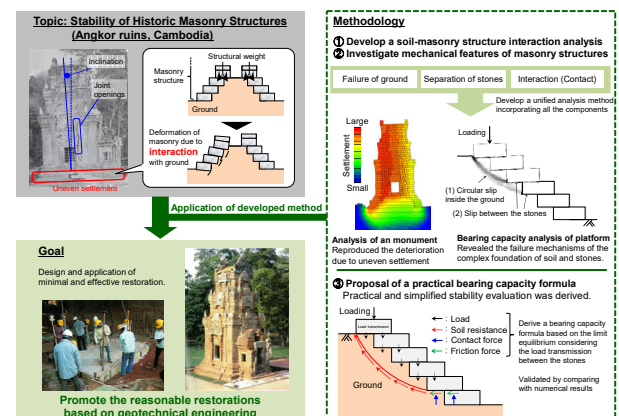 Topic: Stability of Historic Masonry Structures
(Angkor ruins, Cambodia)
Inclination
Joint
openings
Uneven settlement
Structural weight
Masonry
structure
Ground
Deformation of
masonry due to
interaction
with ground
Application of developed method
Goal
Design and application of
minimal and effective restoration.
Promote the reasonable restorations
based on geotechnical engineering
Methodology
① Develop a soil-masonry structure interaction analysis
② Investigate mechanical features of masonry structures
Failure of ground
Separation of stones
Interaction (Contact)
Develop a unified analysis method
incorporating all the components
Large
Settlement
Small
Loading
(1) Circular slip
inside the ground
(2) Slip between the stones
Analysis of an monument
Reproduced the deterioration
due to uneven settlement
Bearing capacity analysis of platform
Revealed the failure mechanisms of the
complex foundation of soil and stones.
③ Proposal of a practical bearing capacity formula
Practical and simplified stability evaluation was derived.
Loading
Load transmission
Ground
: Load
: Soil resistance
: Contact force
: Friction force
Derive a bearing capacity
formula based on the limit
equilibrium considering
the load transmission
between the stones
Validated by comparing
with numerical results